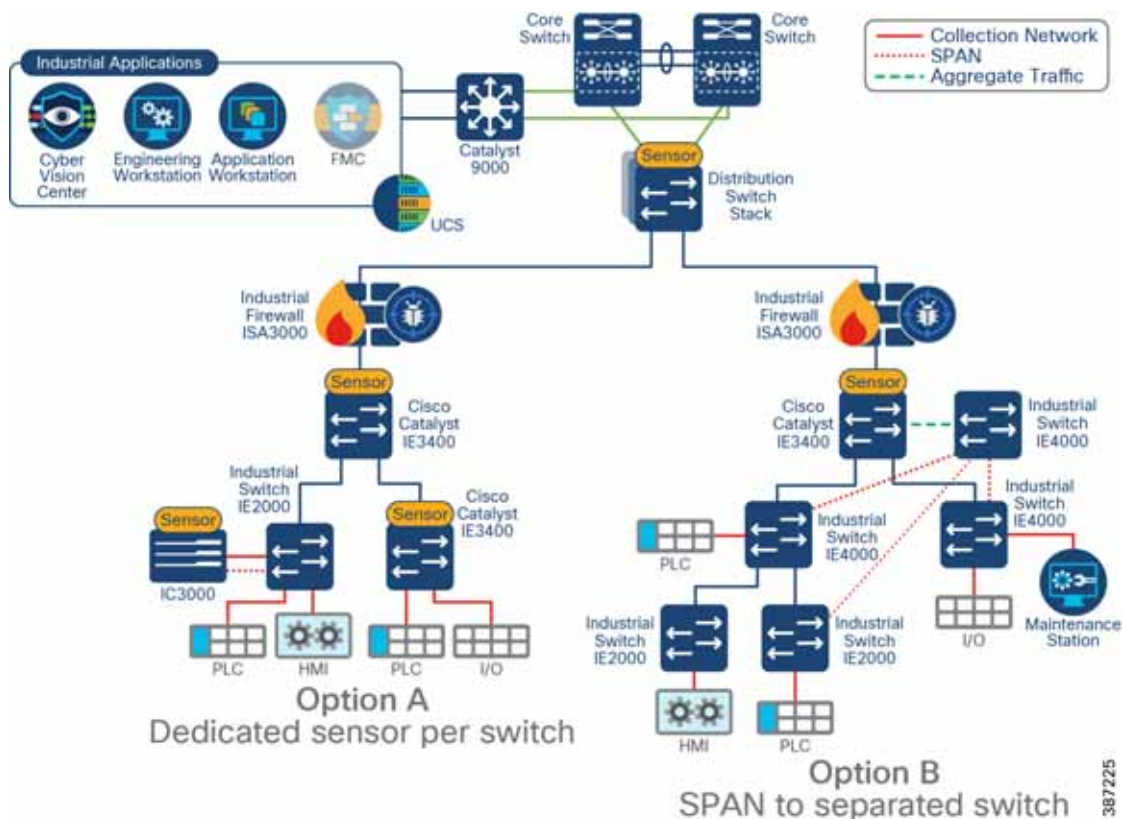 Core
Switch
Core
Switch
Collection Network
SPAN
Aggregate Traffic
Industrial Applications
Cyber
Vision
Center
Engineering
Workstation
Application
Workstation
FMC
UCS
Catalyst
9000
Sensor
Distribution
Switch
Stack
Industrial
Firewall
ISA3000
Industrial
Firewall
ISA3000
Sensor
Cisco
Catalyst
IE3400
Sensor
Cisco
Catalyst
IE3400
Industrial
Switch
IE4000
Industrial
Switch
IE2000
Sensor
IC3000
Sensor
Cisco
Catalyst
IE3400
PLC
HMI
PLC
I/O
Option A
Dedicated sensor per switch
PLC
Industrial
Switch
IE4000
Industrial
Switch
IE4000
I/O
Maintenance
Station
Industrial
Switch
IE2000
Industrial
Switch
IE2000
HMI
PLC
Option B
SPAN to separated switch
387225